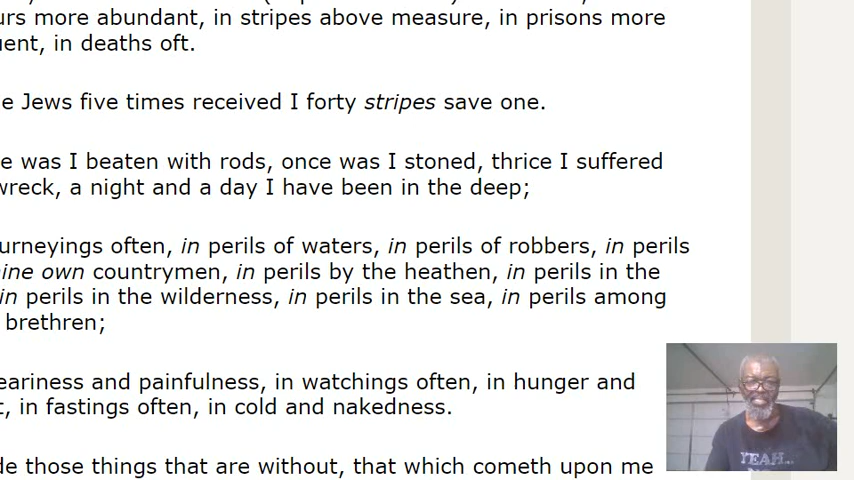 urs more abundant, in stripes above measure, in prisons more
uent, in deaths oft.
e Jews five times received I forty stripes save one.
e was I beaten with rods, once was I stoned, thrice I suffered
wreck, a night and a day I have been in the deep;
urneyings often, in perils of waters, in perils of robbers, in perils
ine own countrymen, in perils by the heathen, in perils in the
in perils in the wilderness, in perils in the sea, in perils among
brethren;
eariness and painfulness, in watchings often, in hunger and
t, in fastings often, in cold and nakedness.
de those things that are without, that which cometh upon me
YEAH...